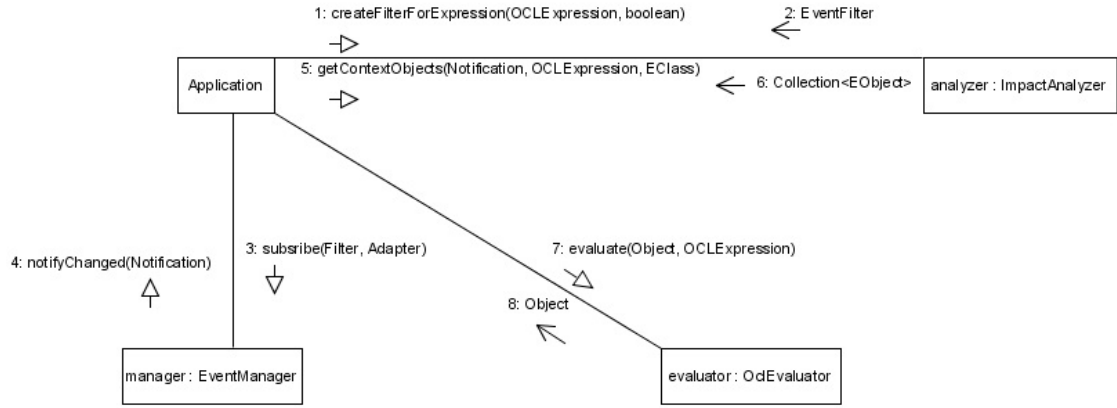 1: createFilterForExpression(OCLExpression, boolean)
2: EventFilter
Application
5: getContextObjects(Notification, OCLExpression, EClass)
6: Collection<EObject>
analyzer : ImpactAnalyzer
3: subsribe(Filter, Adapter)
7: evaluate(Object, OCLExpression)
4: notifyChanged(Notification)
8: Object
manager : EventManager
evaluator : OclEvaluator